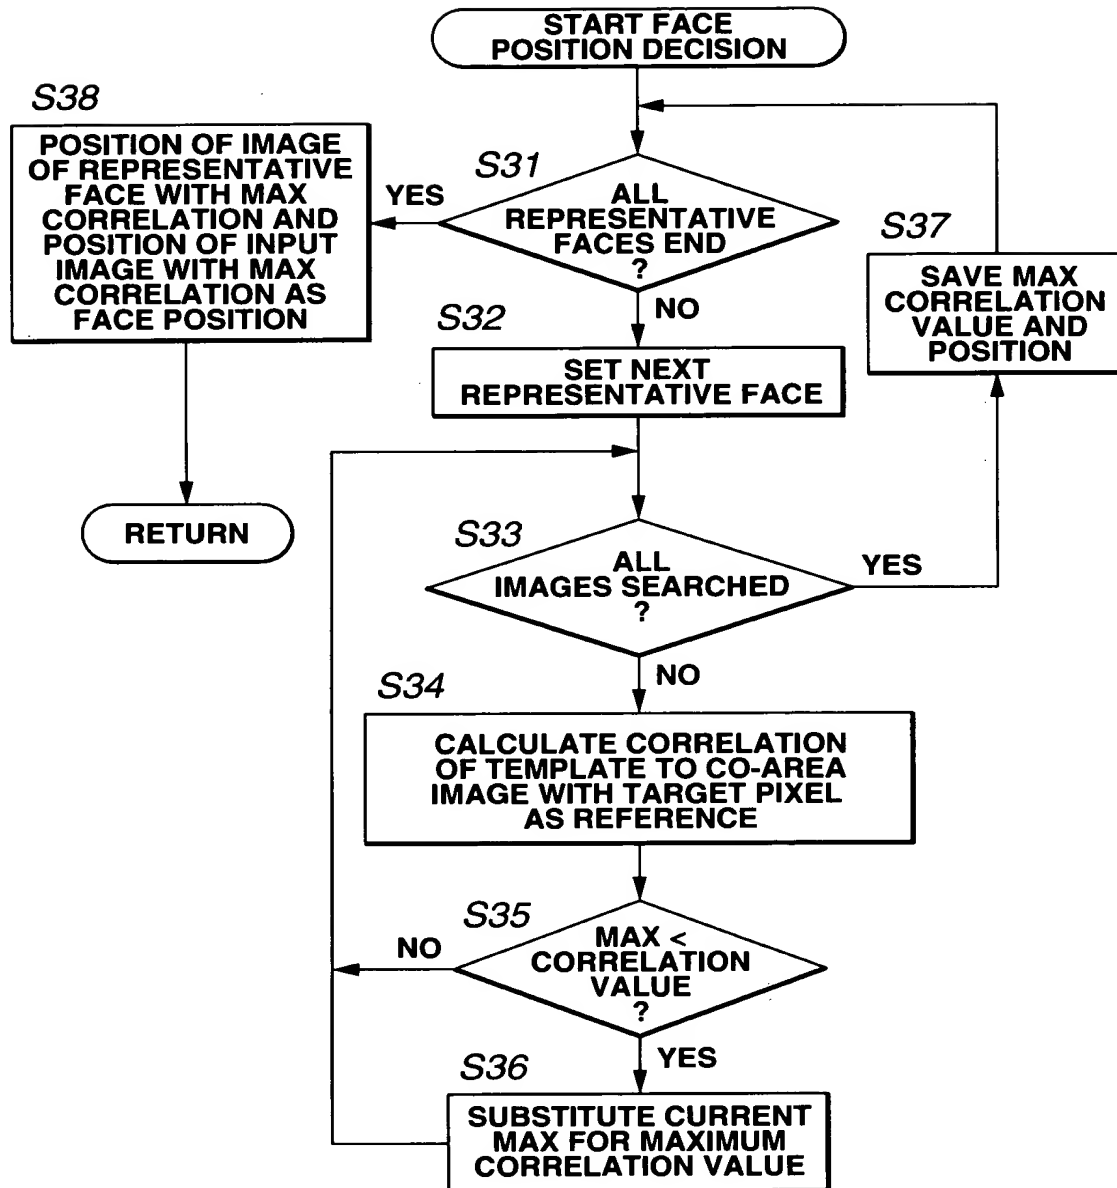 START FACE
POSITION DECISION
S38
POSITION OF IMAGE
OF REPRESENTATIVE
FACE WITH MAX
CORRELATION AND
POSITION OF INPUT
IMAGE WITH MAX
CORRELATION AS
FACE POSITION
YES
S31
ALL
REPRESENTATIVE
FACES END
?
NO
S37
SAVE MAX
CORRELATION
VALUE AND
POSITION
S32
SET NEXT
REPRESENTATIVE FACE
RETURN
S33
ALL
IMAGES SEARCHED
?
YES
NO
S34
CALCULATE CORRELATION
OF TEMPLATE TO CO-AREA
IMAGE WITH TARGET PIXEL
AS REFERENCE
S35
NO
MAX <
CORRELATION
VALUE
?
YES
S36
SUBSTITUTE CURRENT
MAX FOR MAXIMUM
CORRELATION VALUE